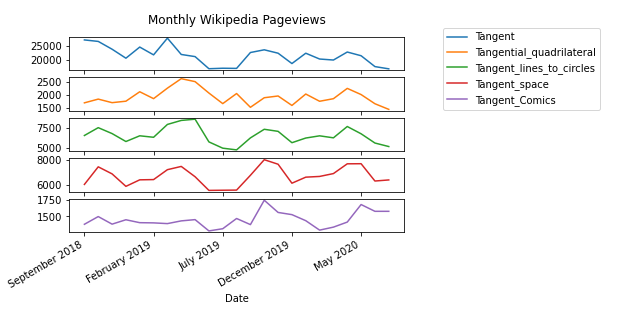 Monthly Wikipedia Pageviews
Tangent
Tangential_quadrilateral
Tangent_lines_to_circles
Tangent_space
Tangent_Comics
25000
20000
2500
2000
1500
7500
5000
8000
6000
1750
1500
September 2018
February 2019
July 2019
December 2019
May 2020
Date